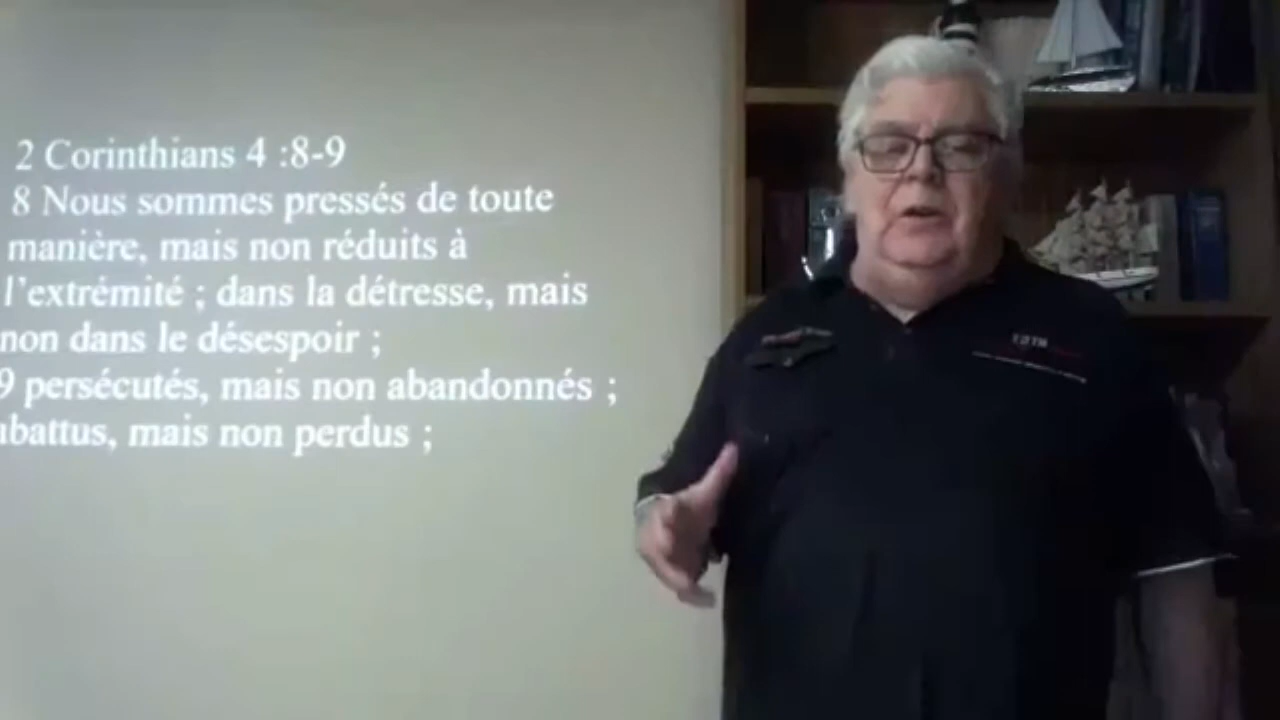 2 Corinthians 4 :8-9
8 Nous sommes pressés de toute
manière, mais non réduits à
l'extrémité ; dans la détresse, mais
non dans le désespoir ;
9 persécutés, mais non abandonnés ;
abattus, mais non perdus ;